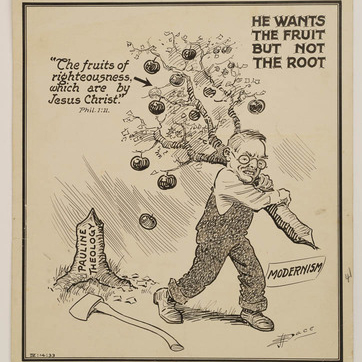 HE WANTS
THE FRUIT
BUT NOT
THE ROOT
"The fruits of
righteousness,
which are by
Jesus Christ."
Phil. 1:11.
PAULINE
THEOLOGY
MODERNISM
PACE